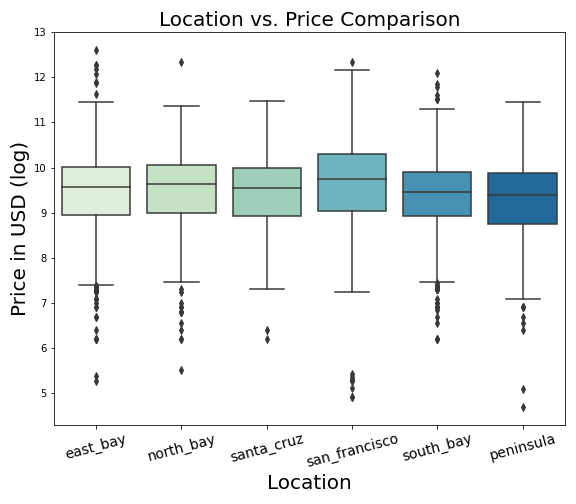 Location vs. Price Comparison
Price in USD (log)
13
12
11
10
9
8
7
6
5
east_bay
north_bay
santa_cruz
san_francisco
south_bay
peninsula
Location